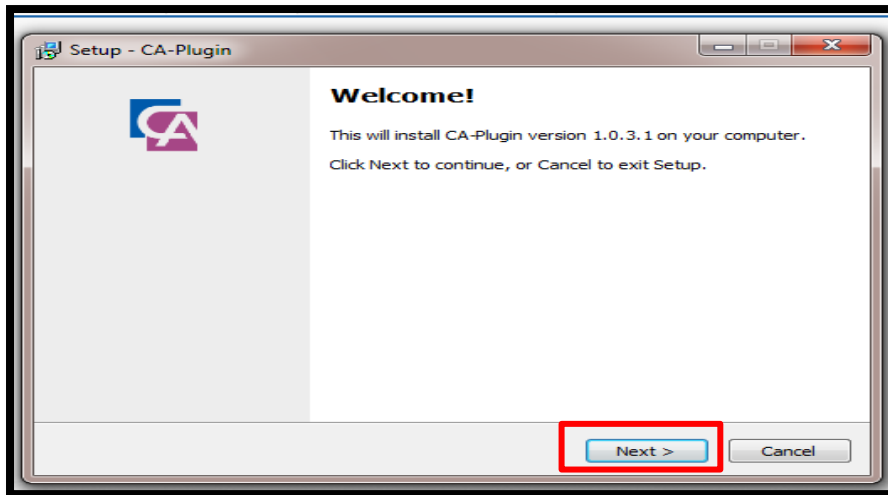 Setup - CA-Plugin
CA
Welcome!
This will install CA-Plugin version 1.0.3.1 on your computer.
Click Next to continue, or Cancel to exit Setup.
Next >
Cancel